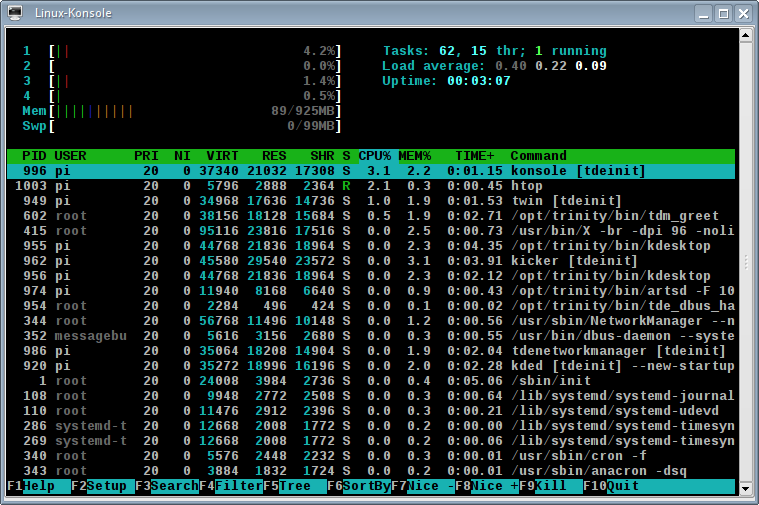 Linux-Konsole
1 [|| 4.2%] Tasks: 62, 15 thr; 1 running
2 [ 0.0%] Load average: 0.40 0.22 0.09
3 [|| 1.4%] Uptime: 00:03:07
4 [| 0.5%]
Mem[||||||||||| 89/925MB]
Swp[ 0/99MB]
PID USER PRI NI VIRT RES SHR S CPU% MEM% TIME+ Command
996 pi 20 0 37340 21032 17308 S 3.1 2.2 0:01.15 konsole [tdeinit]
1003 pi 20 0 5796 2888 2364 R 2.1 0.3 0:00.45 htop
949 pi 20 0 34968 17636 14736 S 1.0 1.9 0:01.53 twin [tdeinit]
602 root 20 0 38156 18128 15684 S 0.5 1.9 0:02.71 /opt/trinity/bin/tdm_greet
415 root 20 0 95116 23816 17516 S 0.0 2.5 0:00.73 /usr/bin/X -br -dpi 96 -noli
955 pi 20 0 44768 21836 18964 S 0.0 2.3 0:04.35 /opt/trinity/bin/kdesktop
962 pi 20 0 45580 29540 23572 S 0.0 3.1 0:03.91 kicker [tdeinit]
956 pi 20 0 44768 21836 18964 S 0.0 2.3 0:02.12 /opt/trinity/bin/kdesktop
974 pi 20 0 11940 8168 6640 S 0.0 0.9 0:00.43 /opt/trinity/bin/artsd -F 10
954 root 20 0 2284 496 424 S 0.0 0.1 0:00.02 /opt/trinity/bin/tde_dbus_ha
344 root 20 0 56768 11496 10148 S 0.0 1.2 0:00.56 /usr/sbin/NetworkManager --n
352 messagebu 20 0 5616 3156 2680 S 0.0 0.3 0:00.55 /usr/bin/dbus-daemon --syste
986 pi 20 0 35064 18208 14904 S 0.0 1.9 0:02.04 tdenetworkmanager [tdeinit]
920 pi 20 0 35272 18996 16196 S 0.0 2.0 0:02.28 kded [tdeinit] --new-startup
1 root 20 0 24008 3984 2736 S 0.0 0.4 0:05.06 /sbin/init
108 root 20 0 9948 2772 2508 S 0.0 0.3 0:00.64 /lib/systemd/systemd-journal
110 root 20 0 11476 2912 2396 S 0.0 0.3 0:00.21 /lib/systemd/systemd-udevd
286 systemd-t 20 0 12668 2008 1772 S 0.0 0.2 0:00.00 /lib/systemd/systemd-timesyn
269 systemd-t 20 0 12668 2008 1772 S 0.0 0.2 0:00.06 /lib/systemd/systemd-timesyn
340 root 20 0 5576 2448 2232 S 0.0 0.3 0:00.01 /usr/sbin/cron -f
343 root 20 0 3884 1832 1724 S 0.0 0.2 0:00.01 /usr/sbin/anacron -dsq
F1Help F2Setup F3SearchF4FilterF5Tree F6SortByF7Nice -F8Nice +F9Kill F10Quit